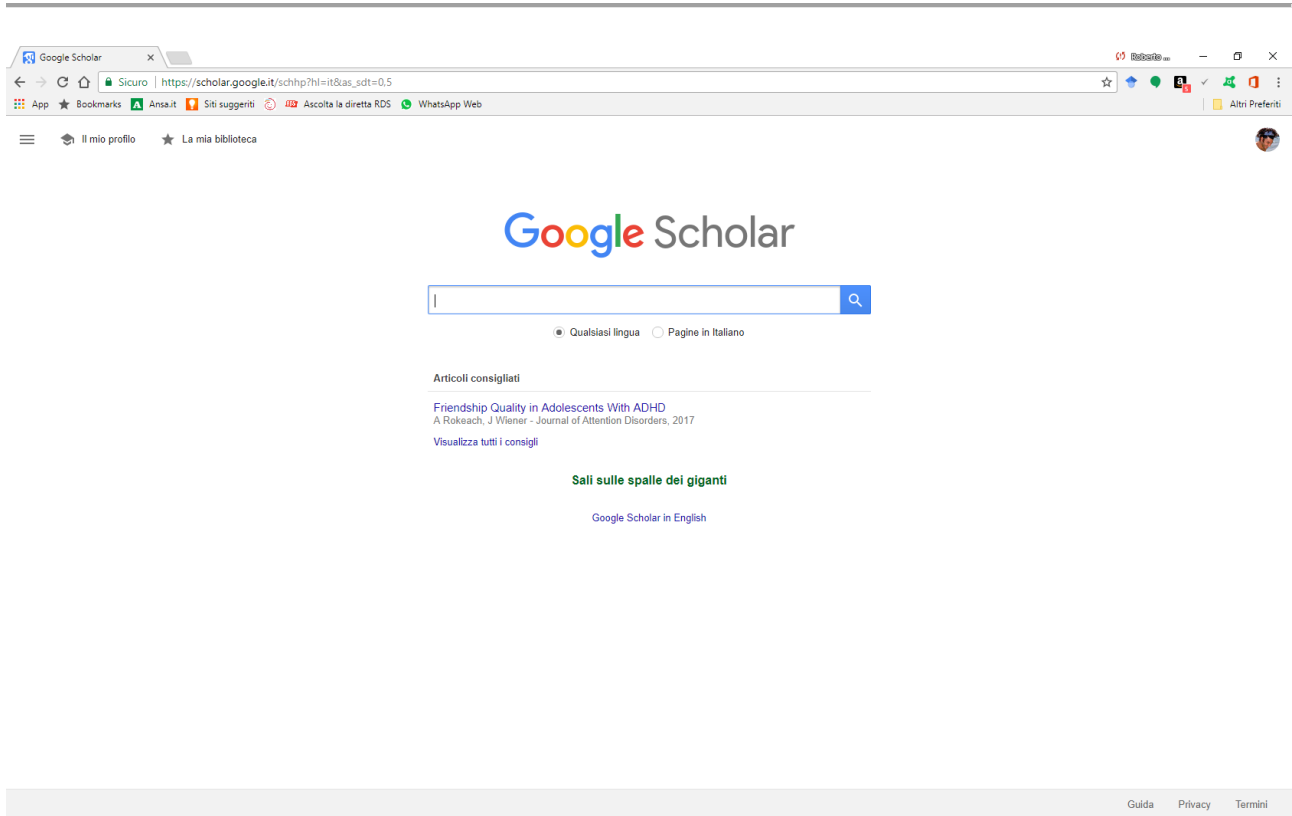 Google Scholar
Roberto ...
Sicuro | https://scholar.google.it/schhp?hl=it&as_sdt=0,5
App Bookmarks Ansa.it Siti suggeriti Ascolta la diretta RDS WhatsApp Web Altri Preferiti
Il mio profilo La mia biblioteca
Google Scholar
Qualsiasi lingua Pagine in Italiano
Articoli consigliati
Friendship Quality in Adolescents With ADHD
A Rokeach, J Wiener - Journal of Attention Disorders, 2017
Visualizza tutti i consigli
Sali sulle spalle dei giganti
Google Scholar in English
Guida Privacy Termini